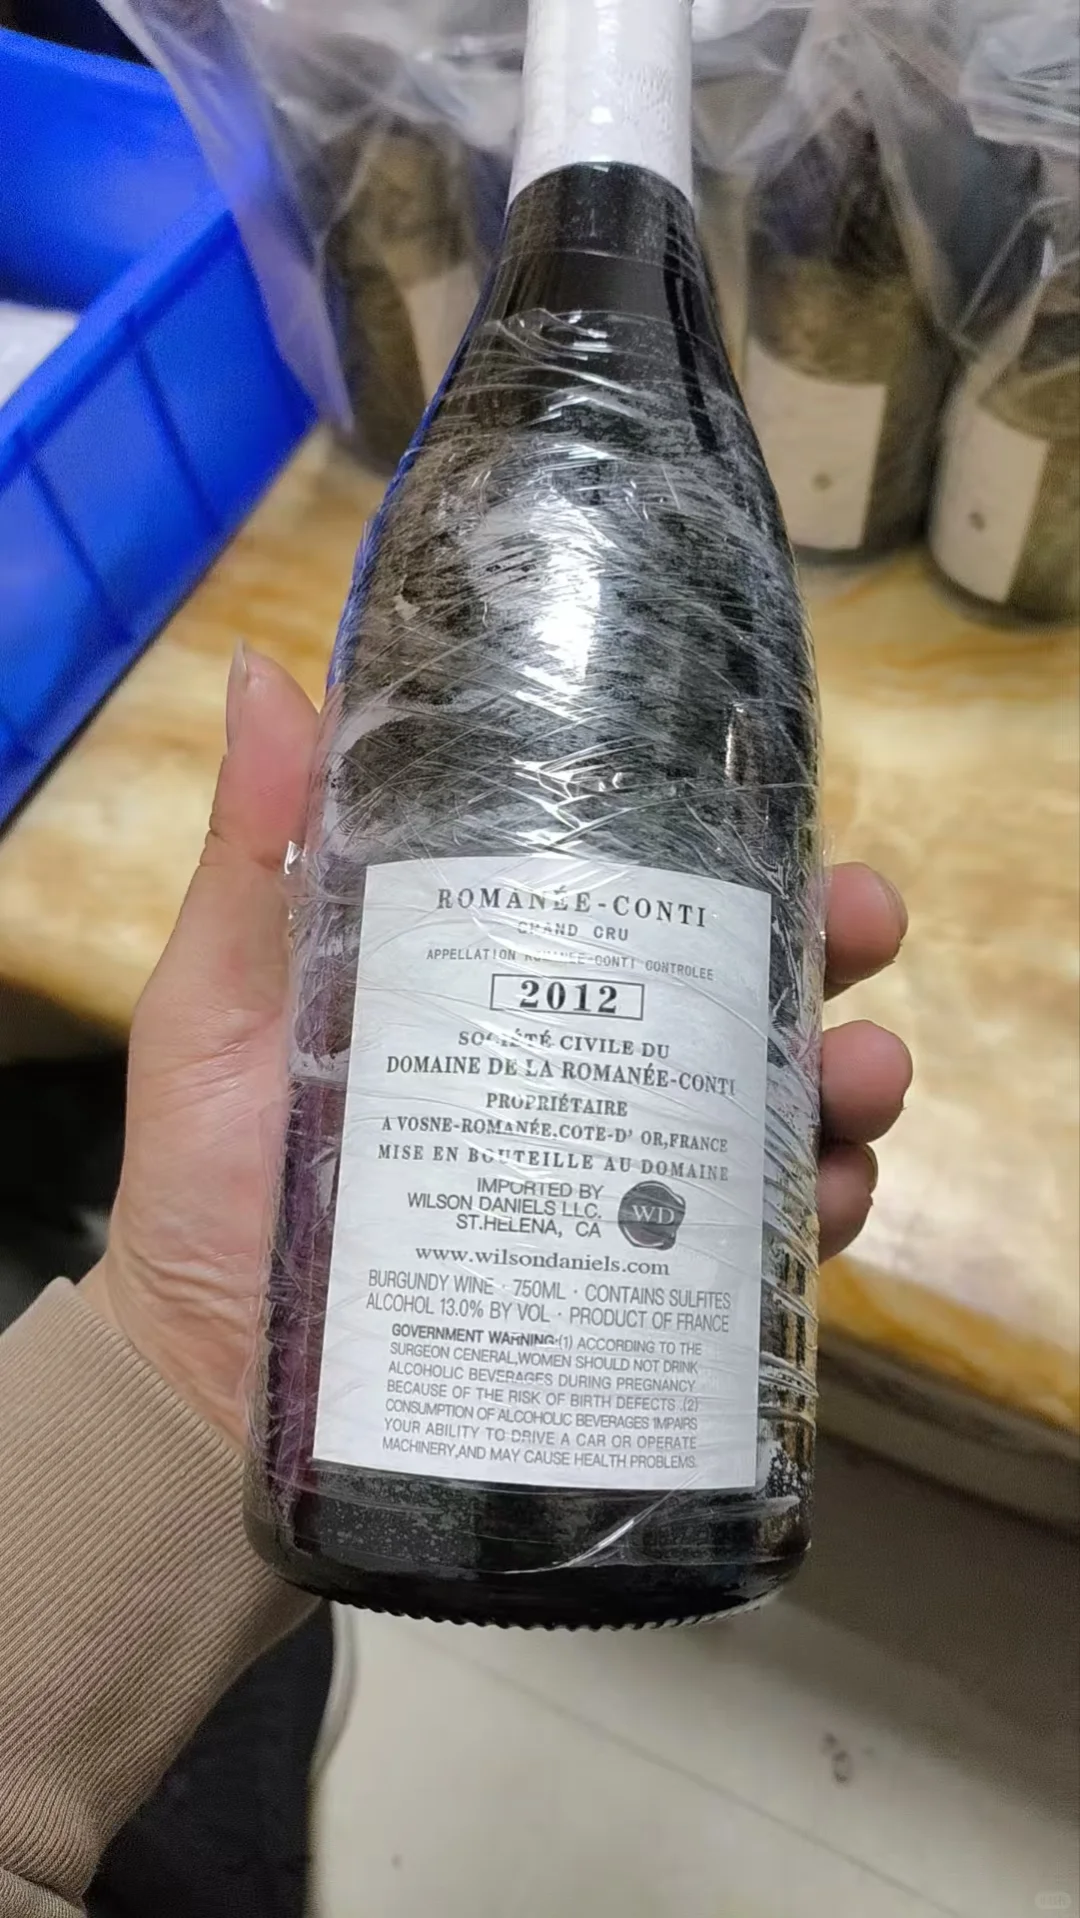 ROMANÉE-CONTI
GRAND CRU
APPELLATION ROMANEE-CONTI CONTROLEE
2012
SOCIÉTÉ CIVILE DU
DOMAINE DE LA ROMANÉE-CONTI
PROPRIÉTAIRE
A VOSNE-ROMANÉE,COTE-D' OR,FRANCE
MISE EN BOUTEILLE AU DOMAINE
IMPORTED BY
WILSON DANIELS LLC.
ST.HELENA, CA
WD
www.wilsondaniels.com
BURGUNDY WINE · 750ML · CONTAINS SULFITES
ALCOHOL 13.0% BY VOL · PRODUCT OF FRANCE
GOVERNMENT WARNING:(1) ACCORDING TO THE
SURGEON CENERAL,WOMEN SHOULD NOT DRINK
ALCOHOLIC BEVERAGES DURING PREGNANCY
BECAUSE OF THE RISK OF BIRTH DEFECTS .(2)
CONSUMPTION OF ALCOHOLIC BEVERAGES IMPAIRS
YOUR ABILITY TO DRIVE A CAR OR OPERATE
MACHINERY,AND MAY CAUSE HEALTH PROBLEMS.